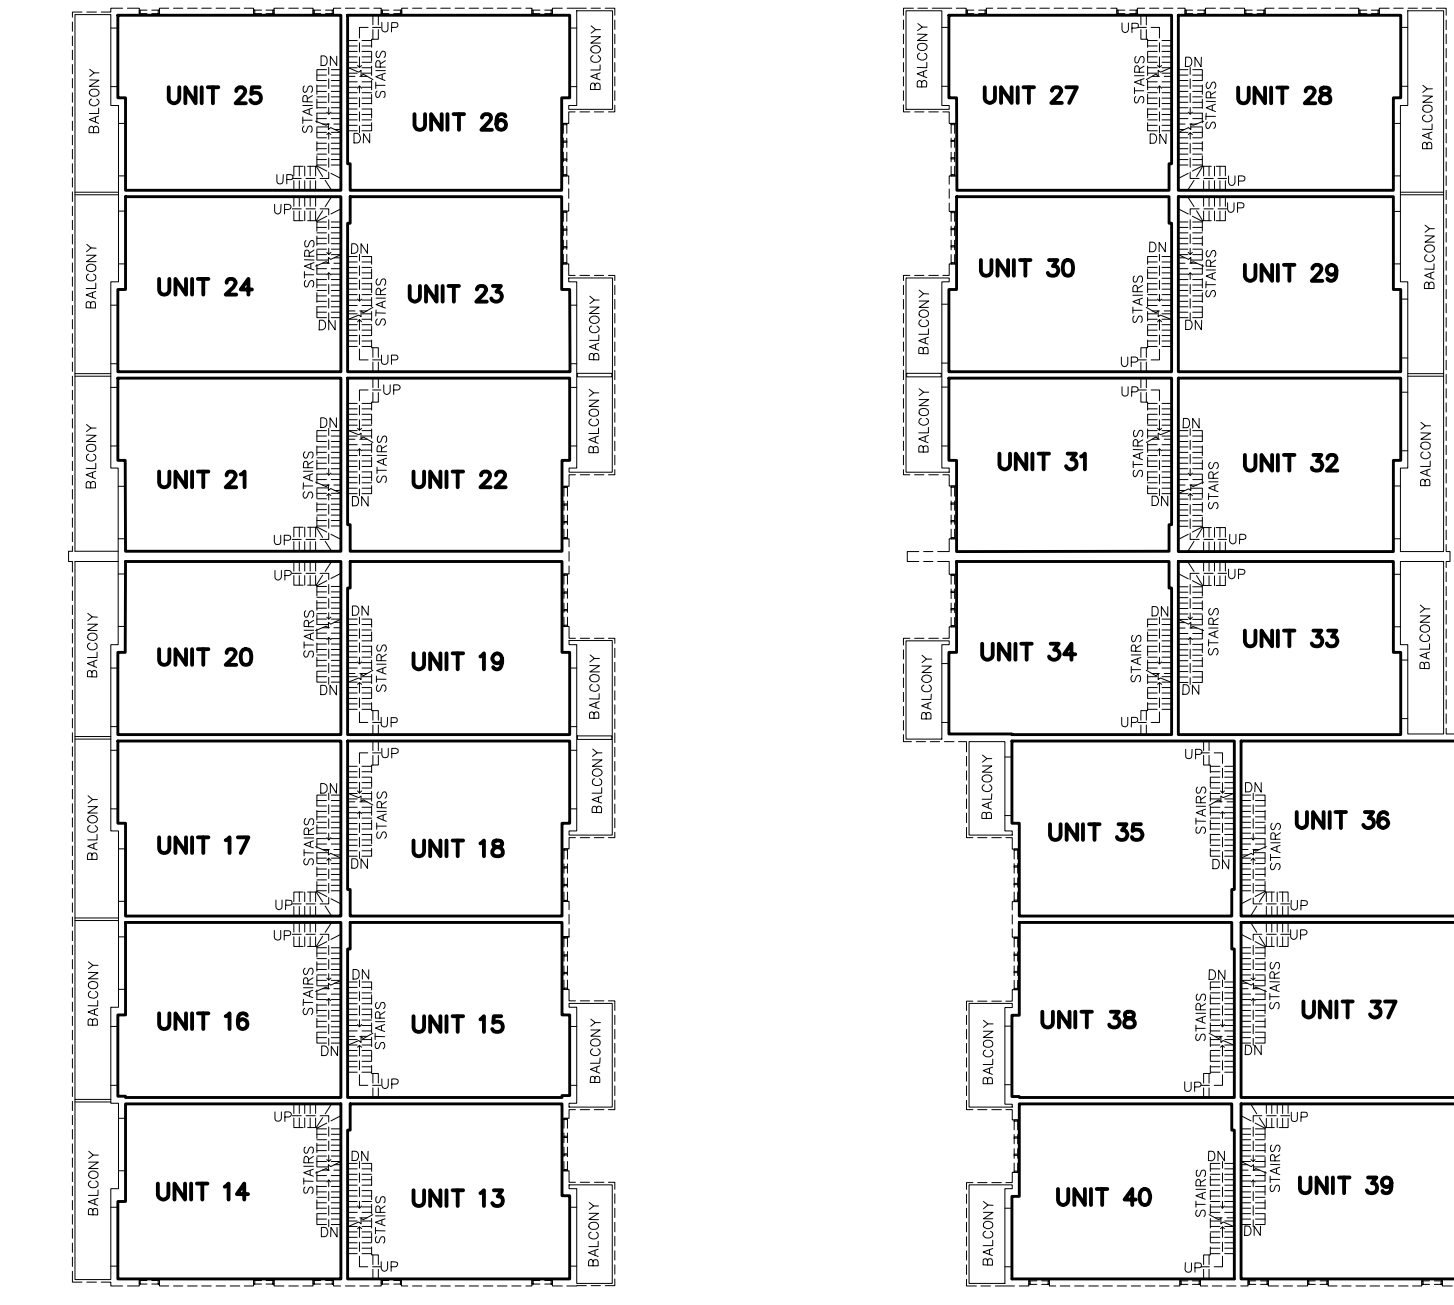 BALCONY
UNIT 25
STAIRS
DN
UP
UP
STAIRS
DN
UNIT 26
BALCONY
BALCONY
UNIT 24
UP
STAIRS
DN
DN
STAIRS
UP
UNIT 23
BALCONY
BALCONY
UNIT 21
DN
STAIRS
UP
UP
STAIRS
DN
UNIT 22
BALCONY
BALCONY
UNIT 20
UP
STAIRS
DN
DN
STAIRS
UP
UNIT 19
BALCONY
BALCONY
UNIT 17
DN
STAIRS
UP
UP
STAIRS
DN
UNIT 18
BALCONY
BALCONY
UNIT 16
UP
STAIRS
DN
DN
STAIRS
UP
UNIT 15
BALCONY
BALCONY
UNIT 14
UP
STAIRS
DN
DN
STAIRS
UP
UNIT 13
BALCONY
BALCONY
UNIT 27
UP
STAIRS
DN
DN
STAIRS
UP
UNIT 28
BALCONY
BALCONY
UNIT 30
DN
STAIRS
UP
UP
STAIRS
DN
UNIT 29
BALCONY
BALCONY
UNIT 31
UP
STAIRS
DN
DN
STAIRS
UP
UNIT 32
BALCONY
BALCONY
UNIT 34
DN
STAIRS
UP
UP
STAIRS
DN
UNIT 33
BALCONY
BALCONY
UNIT 35
UP
STAIRS
DN
DN
STAIRS
UP
UNIT 36
BALCONY
UNIT 38
DN
STAIRS
UP
UP
STAIRS
DN
UNIT 37
BALCONY
UNIT 40
DN
STAIRS
UP
UP
STAIRS
DN
UNIT 39